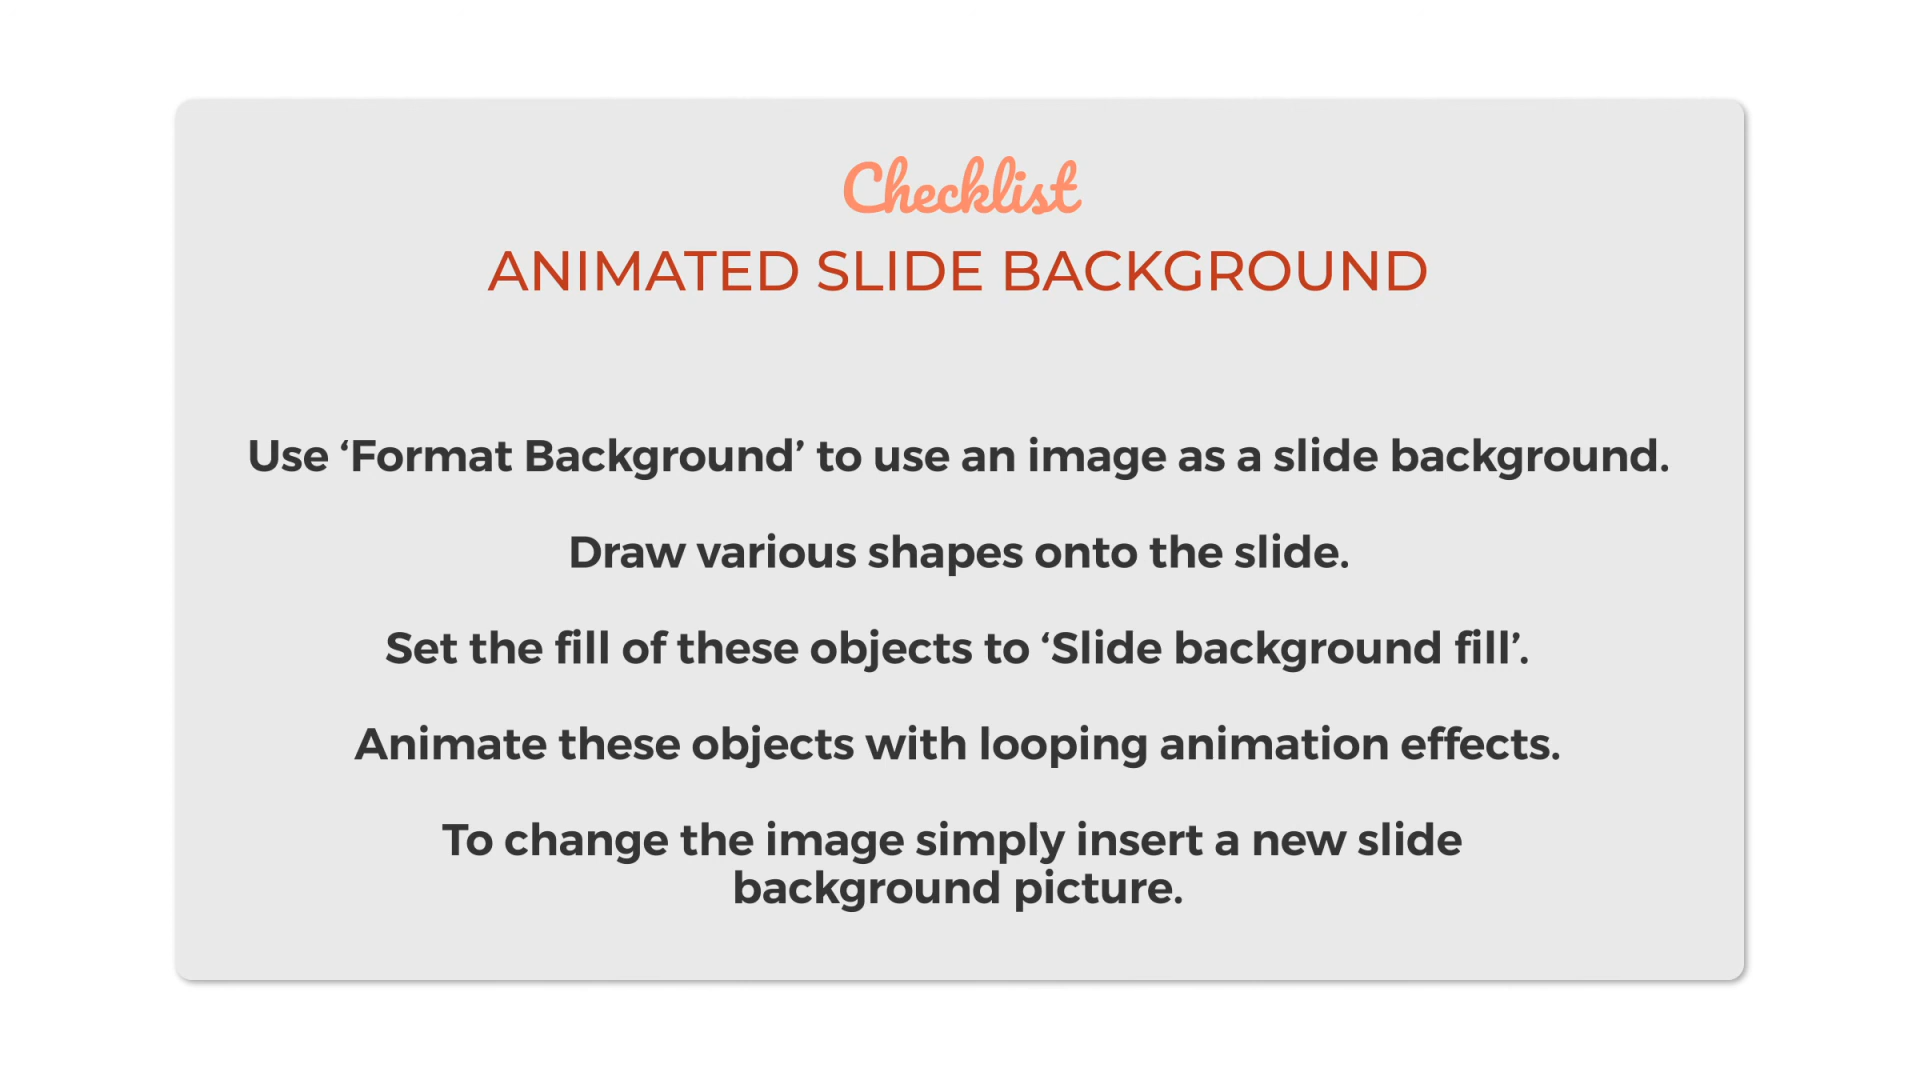 Checklist
ANIMATED SLIDE BACKGROUND
Use ‘Format Background’ to use an image as a slide background.
Draw various shapes onto the slide.
Set the fill of these objects to ‘Slide background fill’.
Animate these objects with looping animation effects.
To change the image simply insert a new slide
background picture.